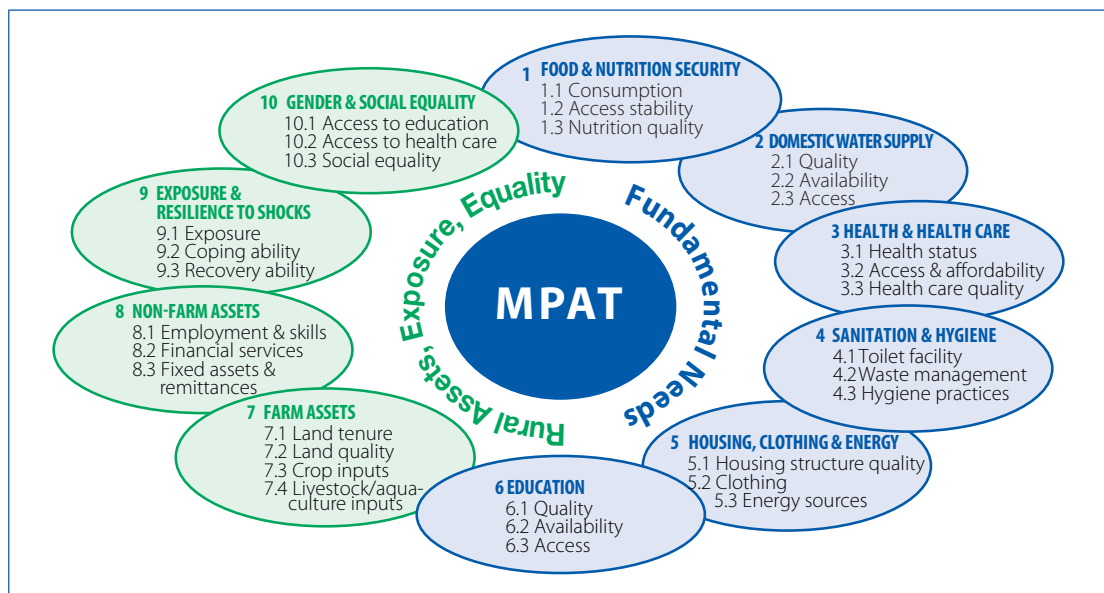 1 FOOD & NUTRITION SECURITY
1.1 Consumption
1.2 Access stability
1.3 Nutrition quality
2 DOMESTIC WATER SUPPLY
2.1 Quality
2.2 Availability
2.3 Access
3 HEALTH & HEALTH CARE
3.1 Health status
3.2 Access & affordability
3.3 Health care quality
4 SANITATION & HYGIENE
4.1 Toilet facility
4.2 Waste management
4.3 Hygiene practices
5 HOUSING, CLOTHING & ENERGY
5.1 Housing structure quality
5.2 Clothing
5.3 Energy sources
6 EDUCATION
6.1 Quality
6.2 Availability
6.3 Access
7 FARM ASSETS
7.1 Land tenure
7.2 Land quality
7.3 Crop inputs
7.4 Livestock/aqua-
culture inputs
8 NON-FARM ASSETS
8.1 Employment & skills
8.2 Financial services
8.3 Fixed assets &
remittances
9 EXPOSURE &
RESILIENCE TO SHOCKS
9.1 Exposure
9.2 Coping ability
9.3 Recovery ability
10 GENDER & SOCIAL EQUALITY
10.1 Access to education
10.2 Access to health care
10.3 Social equality
Rural Assets, Exposure, Equality
Fundamental Needs
MPAT